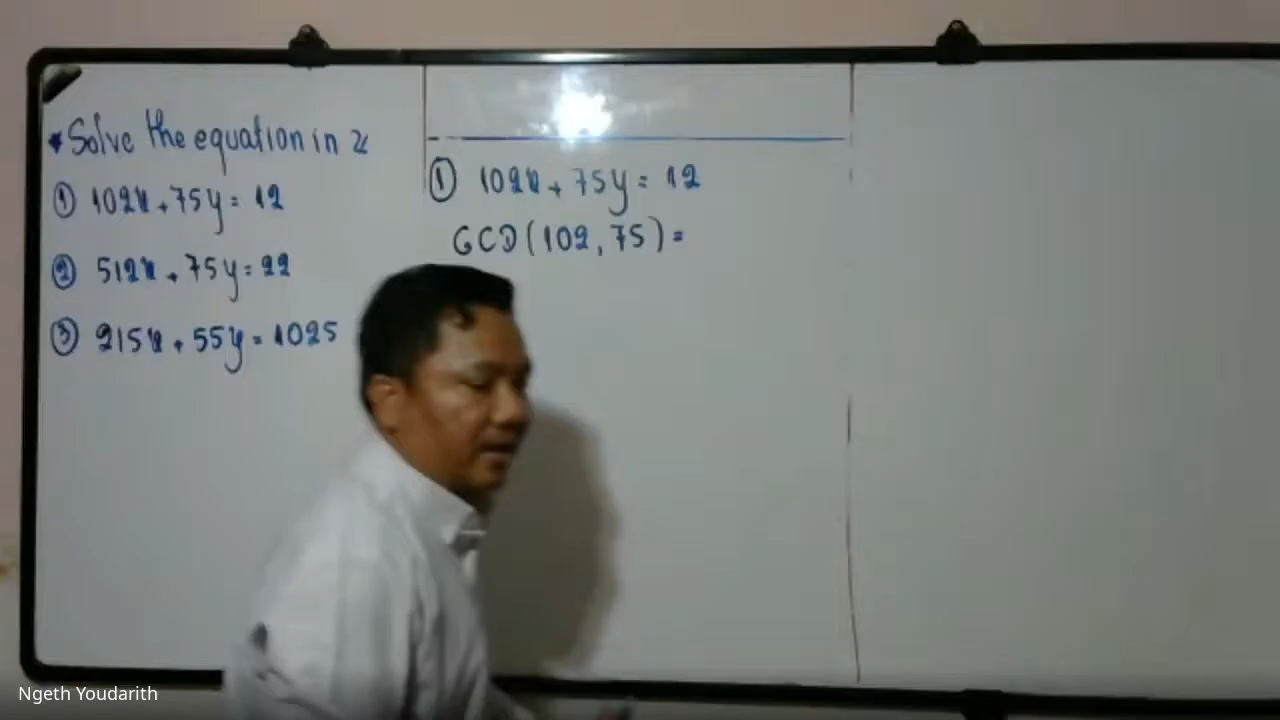 * Solve the equation in Z
① 102x + 75y = 12
② 512x + 75y = 22
③ 215x + 55y = 1025
① 102x + 75y = 12
GCD(102, 75) =
Ngeth Youdarith